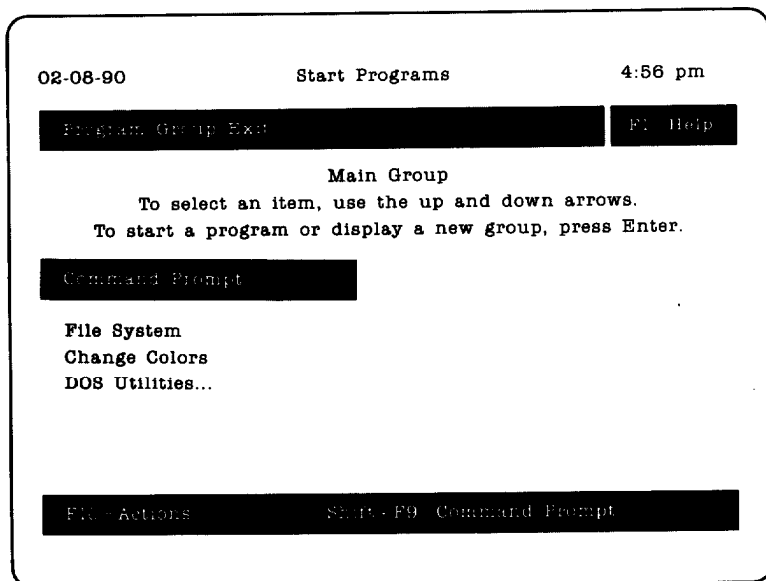 02-08-90 Start Programs 4:56 pm
Program Group Exit F1 Help
Main Group
To select an item, use the up and down arrows.
To start a program or display a new group, press Enter.
Command Prompt
File System
Change Colors
DOS Utilities...
F10 - Actions Shift - F9 Command Prompt